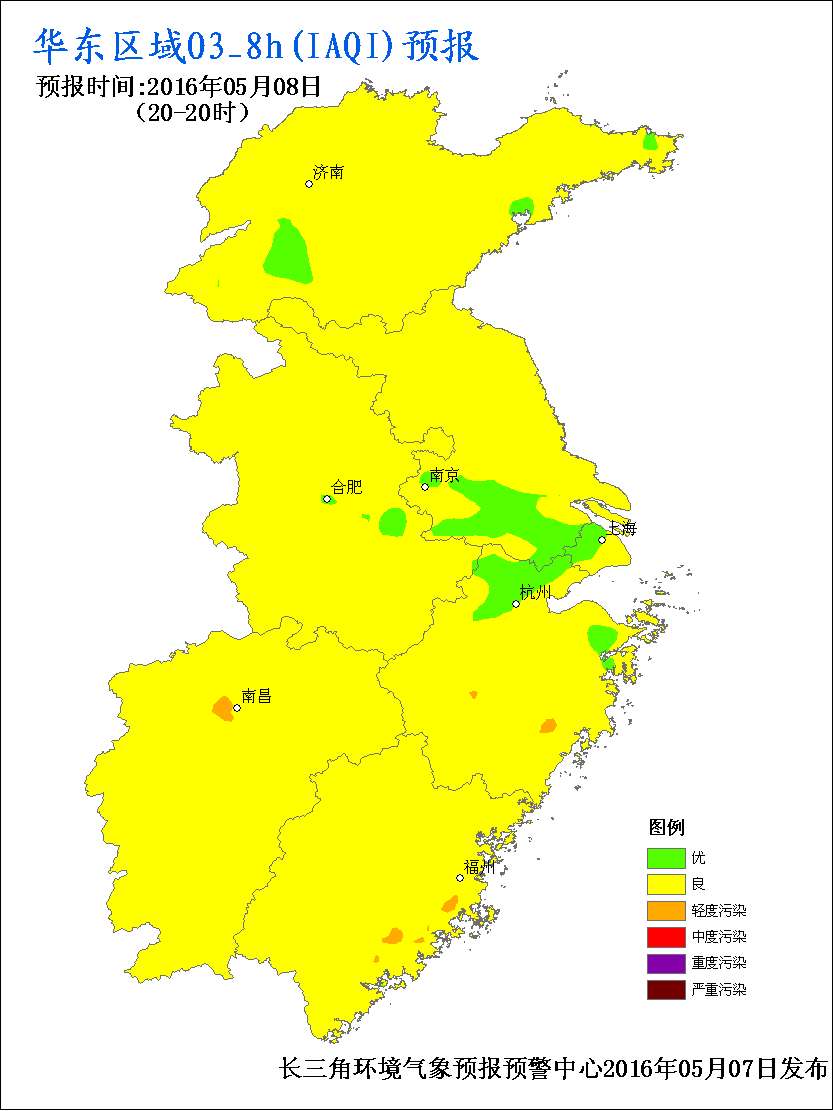 华东区域O3_8h(IAQI)预报
预报时间:2016年05月08日
（20-20时）
济南
南京
合肥
上海
杭州
南昌
福州
图例
优
良
轻度污染
中度污染
重度污染
严重污染
长三角环境气象预报预警中心2016年05月07日发布